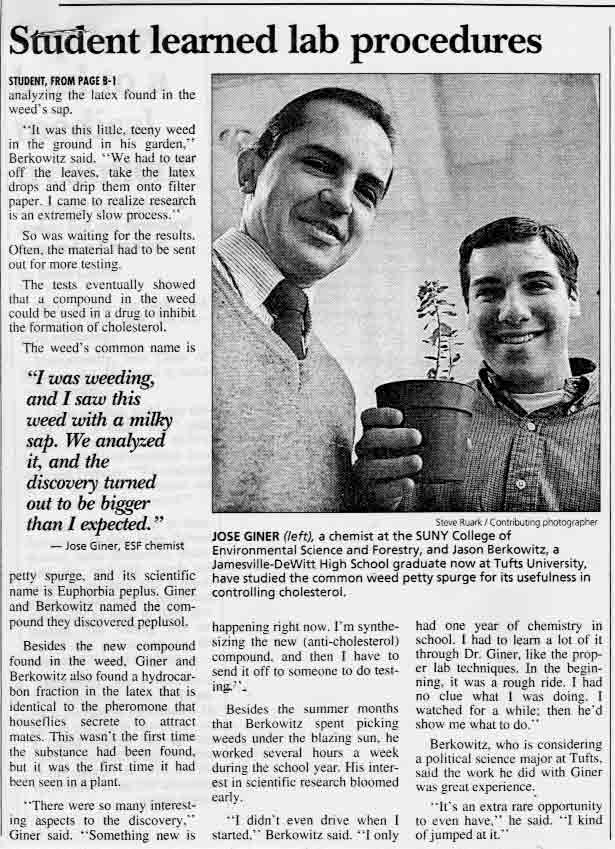 Student learned lab procedures
STUDENT, FROM PAGE B-1
analyzing the latex found in the
weed's sap.
"It was this little, teeny weed
in the ground in his garden,"
Berkowitz said. "We had to tear
off the leaves, take the latex
drops and drip them onto filter
paper. I came to realize research
is an extremely slow process."
So was waiting for the results.
Often, the material had to be sent
out for more testing.
The tests eventually showed
that a compound in the weed
could be used in a drug to inhibit
the formation of cholesterol.
The weed's common name is
"I was weeding,
and I saw this
weed with a milky
sap. We analyzed
it, and the
discovery turned
out to be bigger
than I expected."
— Jose Giner, ESF chemist
petty spurge, and its scientific
name is Euphorbia peplus. Giner
and Berkowitz named the com-
pound they discovered peplusol.
Besides the new compound
found in the weed, Giner and
Berkowitz also found a hydrocar-
bon fraction in the latex that is
identical to the pheromone that
houseflies secrete to attract
mates. This wasn't the first time
the substance had been found,
but it was the first time it had
been seen in a plant.
"There were so many interest-
ing aspects to the discovery,"
Giner said. "Something new is
Steve Ruark / Contributing photographer
JOSE GINER (left), a chemist at the SUNY College of
Environmental Science and Forestry, and Jason Berkowitz, a
Jamesville-DeWitt High School graduate now at Tufts University,
have studied the common weed petty spurge for its usefulness in
controlling cholesterol.
happening right now. I'm synthe-
sizing the new (anti-cholesterol)
compound, and then I have to
send it off to someone to do test-
ing.".
Besides the summer months
that Berkowitz spent picking
weeds under the blazing sun, he
worked several hours a week
during the school year. His inter-
est in scientific research bloomed
early.
"I didn't even drive when I
started," Berkowitz said. "I only
had one year of chemistry in
school. I had to learn a lot of it
through Dr. Giner, like the prop-
er lab techniques. In the begin-
ning, it was a rough ride. I had
no clue what I was doing. I
watched for a while; then he'd
show me what to do."
Berkowitz, who is considering
a political science major at Tufts,
said the work he did with Giner
was great experience.
"It's an extra rare opportunity
to even have," he said. "I kind
of jumped at it."